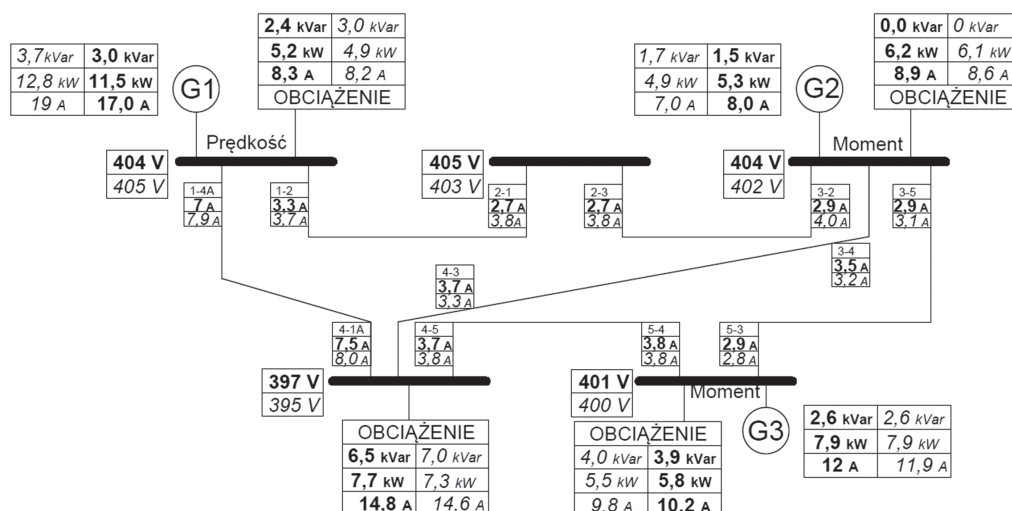 2,4 kVar 3,0 kVar
5,2 kW 4,9 kW
8,3 A 8,2 A
OBCIĄŻENIE
0,0 kVar 0 kVar
6,2 kW 6,1 kW
8,9 A 8,6 A
OBCIĄŻENIE
3,7 kVar 3,0 kVar
12,8 kW 11,5 kW
19 A 17,0 A
G1
1,7 kVar 1,5 kVar
4,9 kW 5,3 kW
7,0 A 8,0 A
G2
Prędkość
Moment
404 V
405 V
405 V
403 V
404 V
402 V
1-4A
7 A
7,9 A
1-2
3,3 A
3,7 A
2-1
2,7 A
3,8 A
2-3
2,7 A
3,8 A
3-2
2,9 A
4,0 A
3-5
2,9 A
3,1 A
3-4
3,5 A
3,2 A
4-3
3,7 A
3,3 A
4-1A
7,5 A
8,0 A
4-5
3,7 A
3,8 A
5-4
3,8 A
3,8 A
5-3
2,9 A
2,8 A
397 V
395 V
401 V
400 V
Moment
G3
2,6 kVar 2,6 kVar
7,9 kW 7,9 kW
12 A 11,9 A
OBCIĄŻENIE
6,5 kVar 7,0 kVar
7,7 kW 7,3 kW
14,8 A 14,6 A
OBCIĄŻENIE
4,0 kVar 3,9 kVar
5,5 kW 5,8 kW
9,8 A 10,2 A